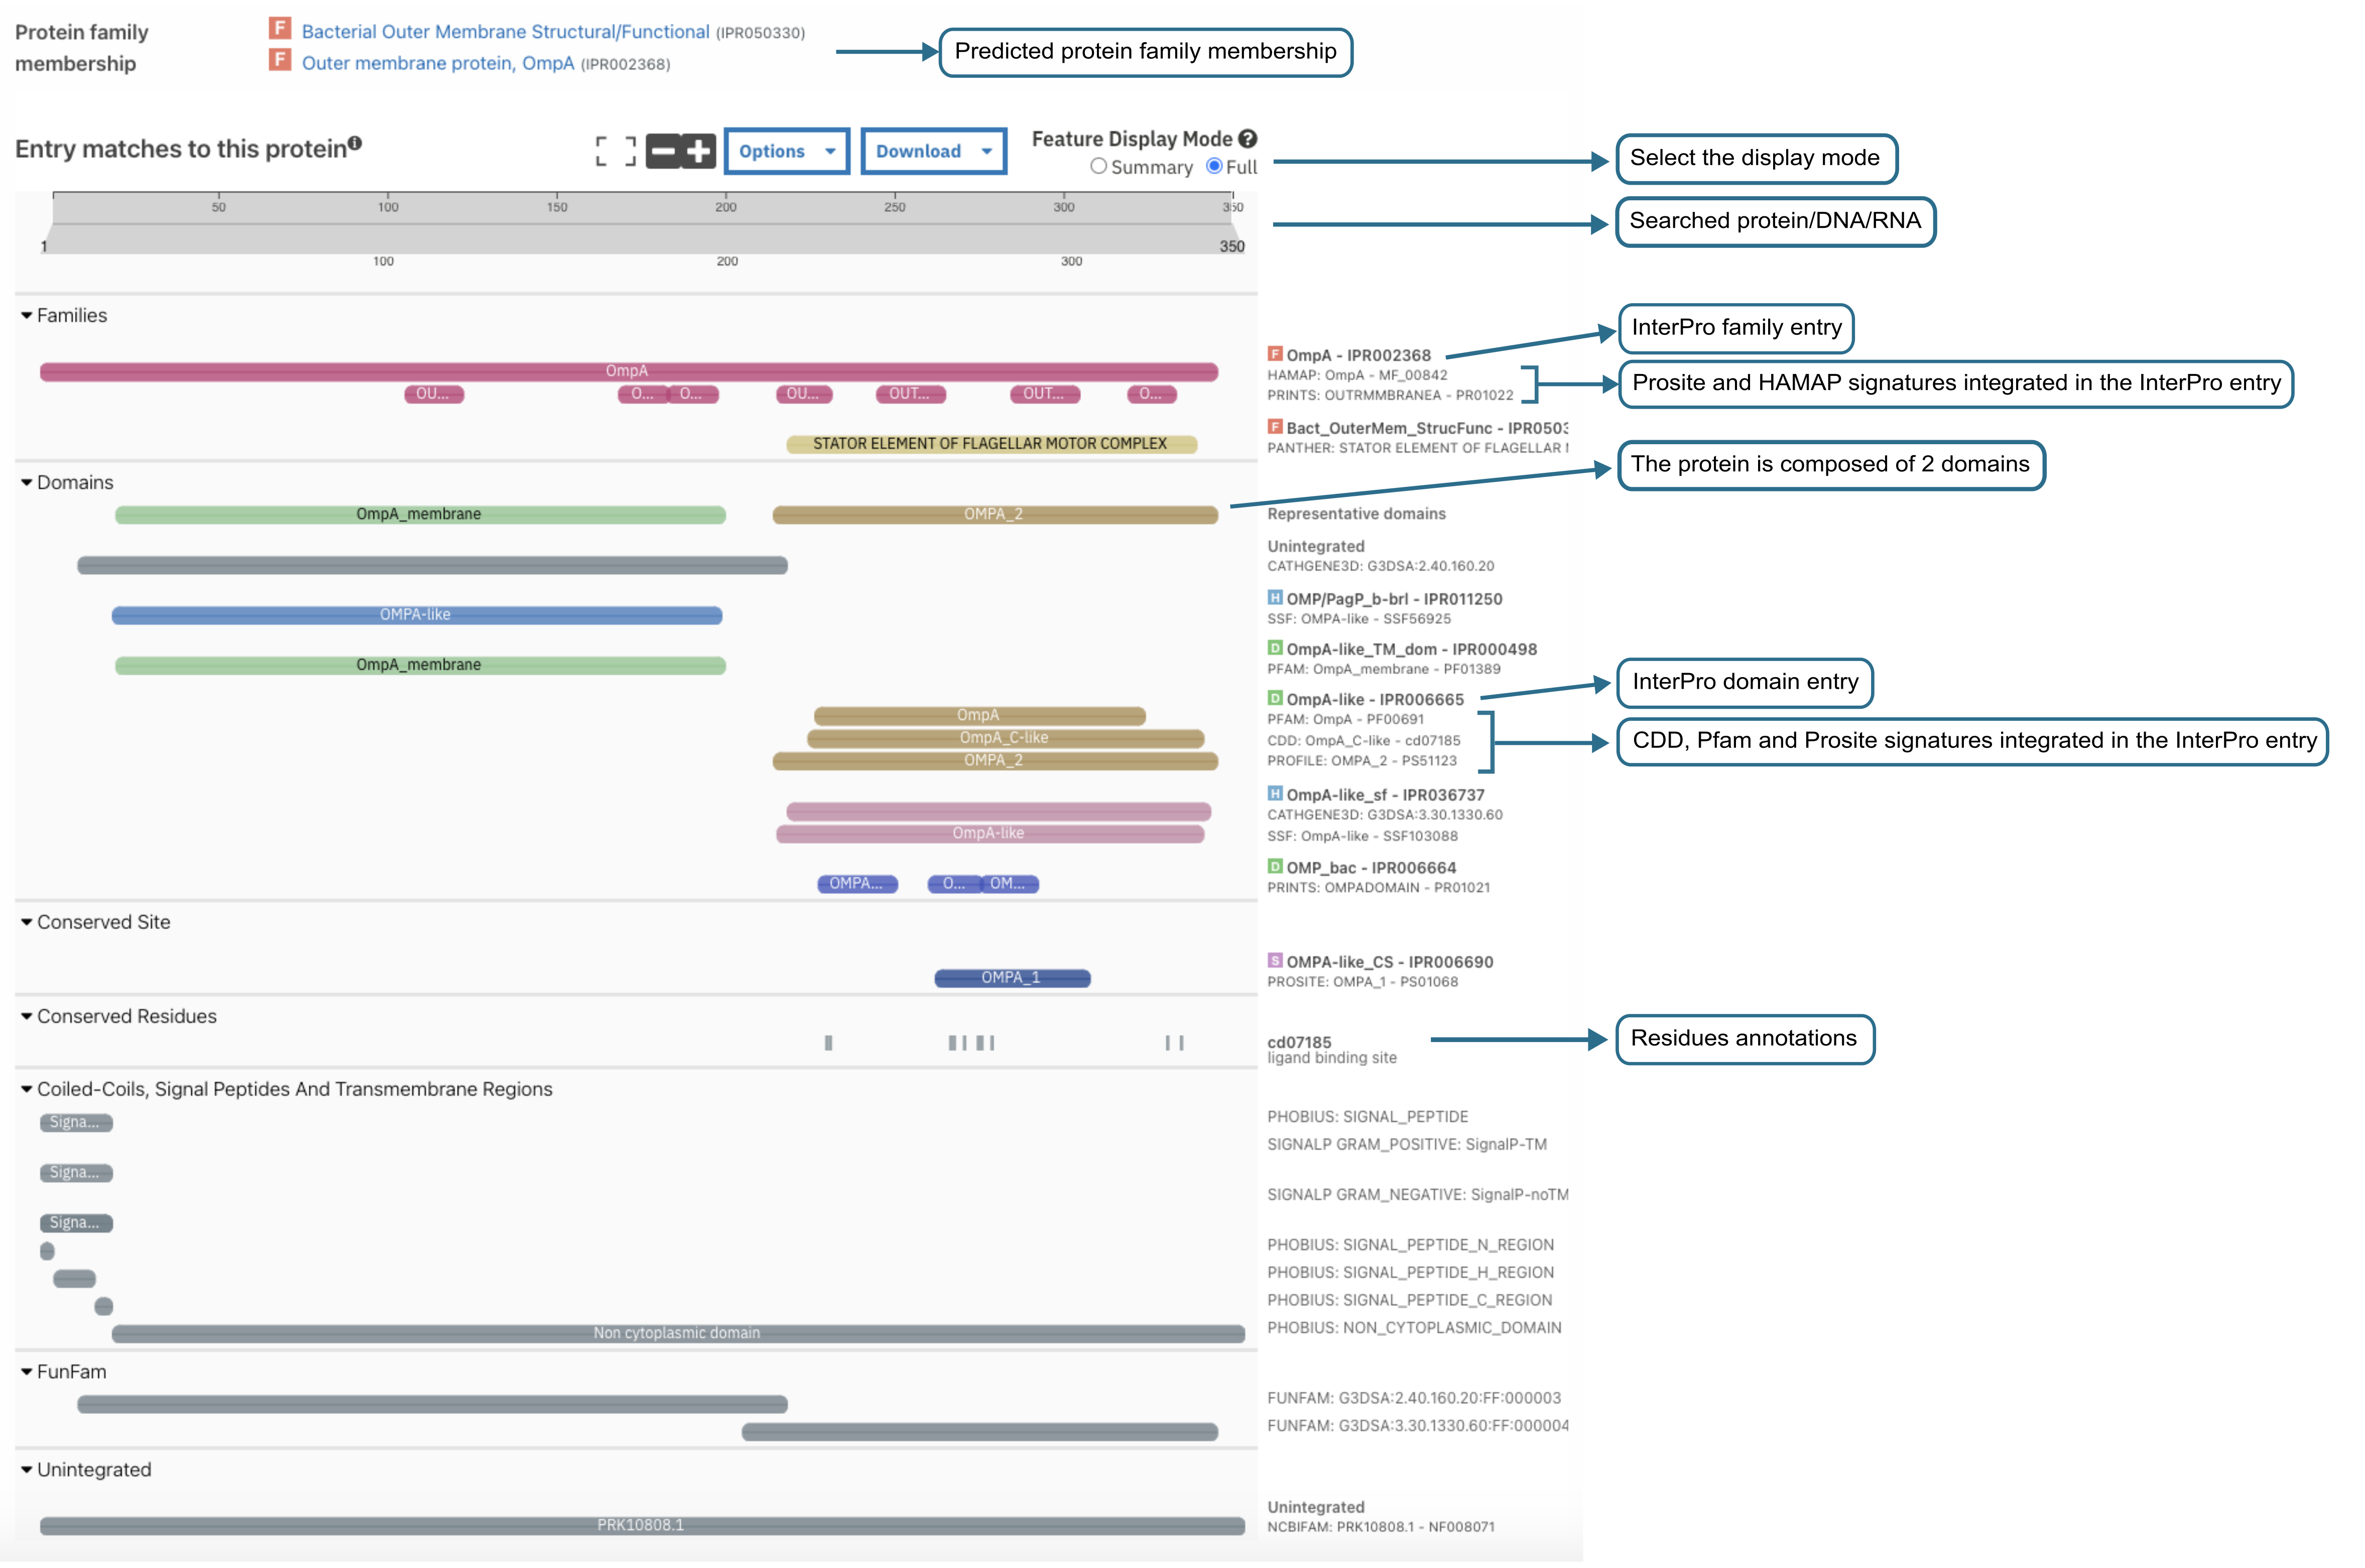 Protein family
membership
F Bacterial Outer Membrane Structural/Functional (IPR050330)
F Outer membrane protein, OmpA (IPR002368)
Predicted protein family membership
Entry matches to this protein
Options
Download
Feature Display Mode
Summary Full
Select the display mode
50 100 150 200 250 300 350
1 350
100 200 300
Searched protein/DNA/RNA
Families
OmpA
OU... O... O... OU... OUT... OUT... O...
STATOR ELEMENT OF FLAGELLAR MOTOR COMPLEX
F OmpA - IPR002368
HAMAP: OmpA - MF_00842
PRINTS: OUTRMMBRANEA - PR01022
F Bact_OuterMem_StrucFunc - IPR0503
PANTHER: STATOR ELEMENT OF FLAGELLAR
InterPro family entry
Prosite and HAMAP signatures integrated in the InterPro entry
The protein is composed of 2 domains
Domains
OmpA_membrane OMPA_2
Representative domains
Unintegrated
CATHGENE3D: G3DSA:2.40.160.20
OMPA-like
H OMP/PagP_b-brl - IPR011250
SSF: OMPA-like - SSF56925
OmpA_membrane
D OmpA-like_TM_dom - IPR000498
PFAM: OmpA_membrane - PF01389
OmpA
OmpA_C-like
OMPA_2
D OmpA-like - IPR006665
PFAM: OmpA - PF00691
CDD: OmpA_C-like - cd07185
PROFILE: OMPA_2 - PS51123
InterPro domain entry
CDD, Pfam and Prosite signatures integrated in the InterPro entry
OmpA-like
H OmpA-like_sf - IPR036737
CATHGENE3D: G3DSA:3.30.1330.60
SSF: OmpA-like - SSF103088
OMPA... O... OM...
D OMP_bac - IPR006664
PRINTS: OMPADOMAIN - PR01021
Conserved Site
OMPA_1
S OMPA-like_CS - IPR006690
PROSITE: OMPA_1 - PS01068
Conserved Residues
cd07185
ligand binding site
Residues annotations
Coiled-Coils, Signal Peptides And Transmembrane Regions
Signa...
PHOBIUS: SIGNAL_PEPTIDE
SIGNALP GRAM_POSITIVE: SignalP-TM
Signa...
SIGNALP GRAM_NEGATIVE: SignalP-noTM
Signa...
PHOBIUS: SIGNAL_PEPTIDE_N_REGION
PHOBIUS: SIGNAL_PEPTIDE_H_REGION
PHOBIUS: SIGNAL_PEPTIDE_C_REGION
Non cytoplasmic domain
PHOBIUS: NON_CYTOPLASMIC_DOMAIN
FunFam
FUNFAM: G3DSA:2.40.160.20:FF:000003
FUNFAM: G3DSA:3.30.1330.60:FF:000004
Unintegrated
PRK10808.1
Unintegrated
NCBIFAM: PRK10808.1 - NF008071